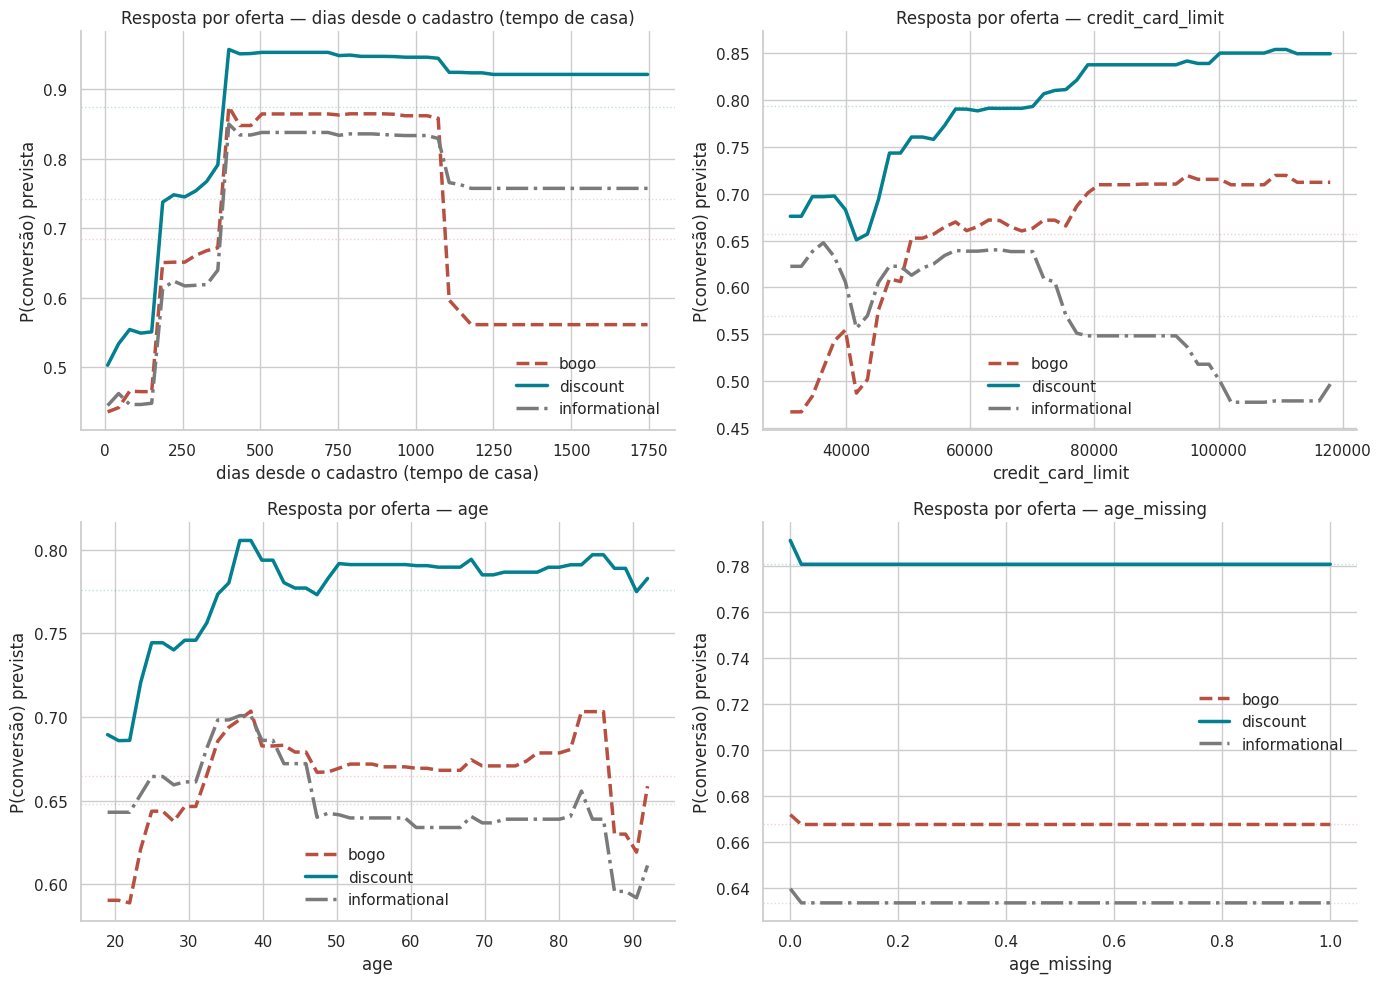 Resposta por oferta — dias desde o cadastro (tempo de casa)
P(conversão) prevista
0.9
0.8
0.7
0.6
0.5
bogo
discount
informational
0 250 500 750 1000 1250 1500 1750
dias desde o cadastro (tempo de casa)
Resposta por oferta — credit_card_limit
P(conversão) prevista
0.85
0.80
0.75
0.70
0.65
0.60
0.55
0.50
0.45
bogo
discount
informational
40000 60000 80000 100000 120000
credit_card_limit
Resposta por oferta — age
P(conversão) prevista
0.80
0.75
0.70
0.65
0.60
bogo
discount
informational
20 30 40 50 60 70 80 90
age
Resposta por oferta — age_missing
P(conversão) prevista
0.78
0.76
0.74
0.72
0.70
0.68
0.66
0.64
bogo
discount
informational
0.0 0.2 0.4 0.6 0.8 1.0
age_missing